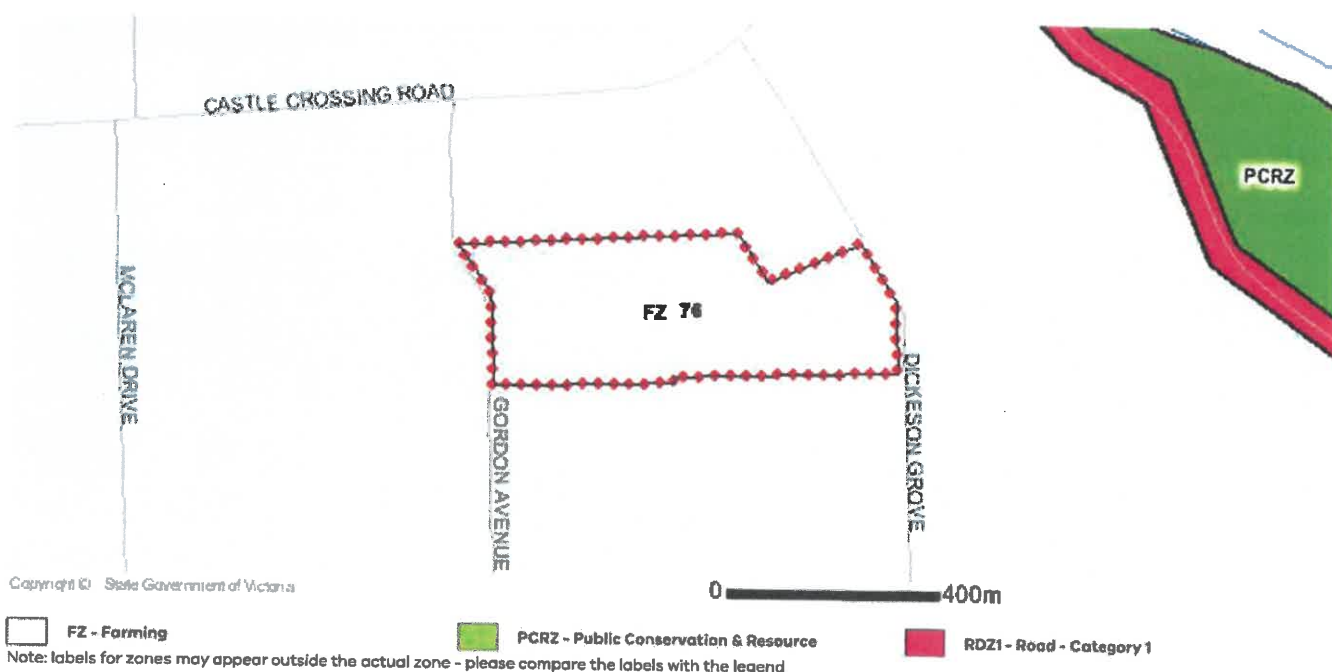 CASTLE CROSSING ROAD
PCRZ
MCLAREN DRIVE
FZ 76
GORDON AVENUE
DICKESON GROVE
Copyright © State Government of Victoria
0 400m
FZ - Farming
PCRZ - Public Conservation & Resource
RDZ1 - Road - Category 1
Note: labels for zones may appear outside the actual zone - please compare the labels with the legend